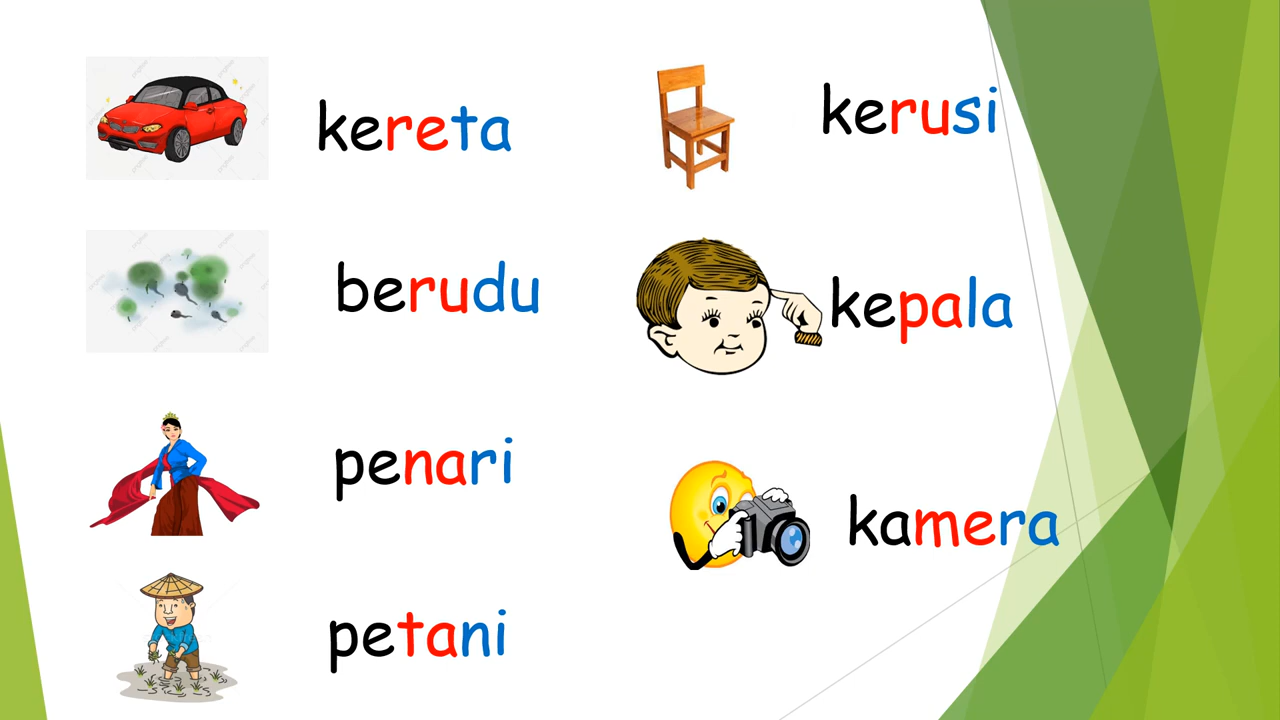 kereta
berudu
penari
petani
kerusi
kepala
kamera